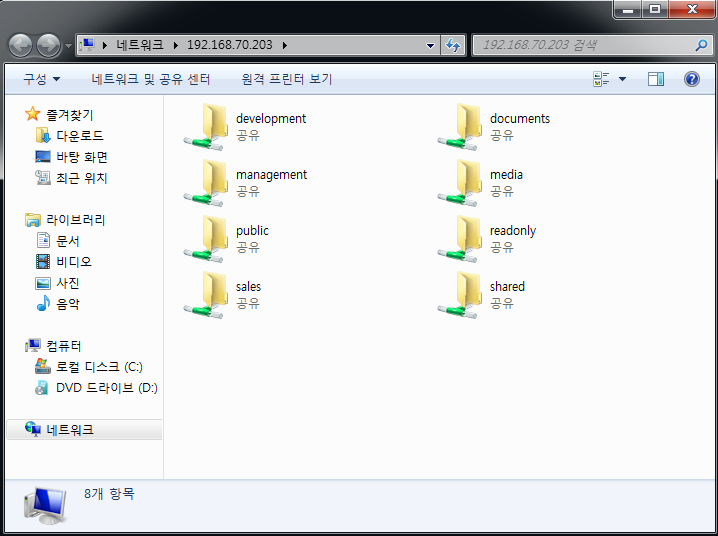 네트워크 192.168.70.203
192.168.70.203 검색
구성 네트워크 및 공유 센터 원격 프린터 보기
즐겨찾기
다운로드
바탕 화면
최근 위치
라이브러리
문서
비디오
사진
음악
컴퓨터
로컬 디스크 (C:)
DVD 드라이브 (D:)
네트워크
development
공유
documents
공유
management
공유
media
공유
public
공유
readonly
공유
sales
공유
shared
공유
8개 항목